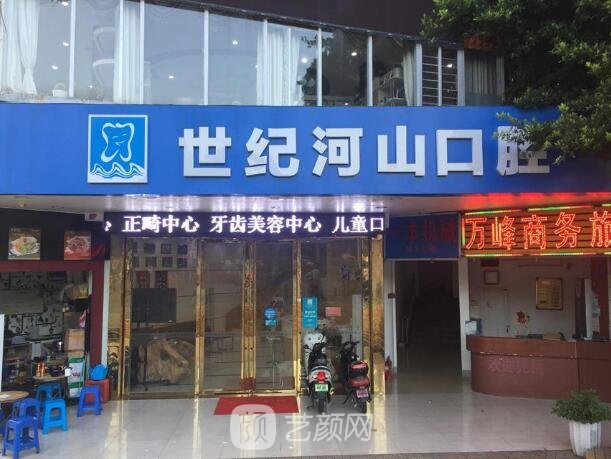 世纪河山口腔
正畸中心 牙齿美容中心 儿童口
万峰商务旅
艺颜网